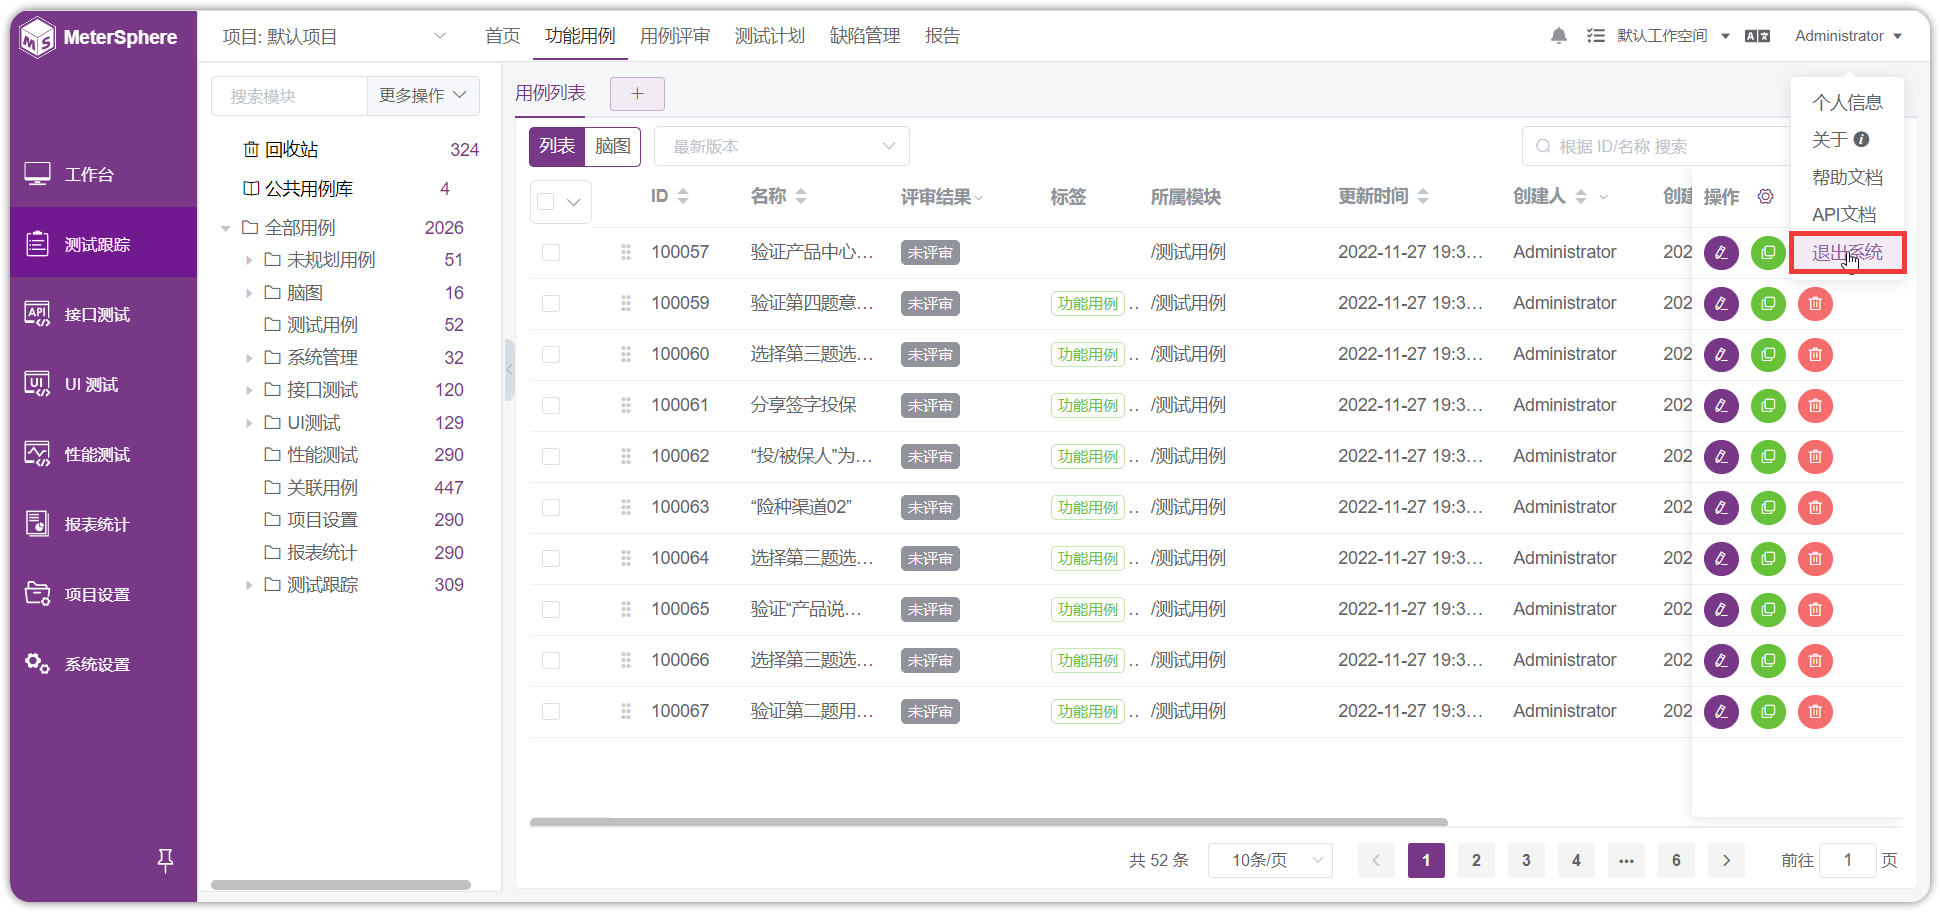 MeterSphere
项目: 默认项目
首页
功能用例
用例评审
测试计划
缺陷管理
报告
默认工作空间
Administrator
个人信息
关于
帮助文档
API文档
退出系统
工作台
测试跟踪
接口测试
UI 测试
性能测试
报表统计
项目设置
系统设置
搜索模块
更多操作
回收站 324
公共用例库 4
全部用例 2026
未规划用例 51
脑图 16
测试用例 52
系统管理 32
接口测试 120
UI测试 129
性能测试 290
关联用例 447
项目设置 290
报表统计 290
测试跟踪 309
用例列表
+
列表 脑图
最新版本
根据 ID/名称 搜索
ID 名称 评审结果 标签 所属模块 更新时间 创建人 创建 操作
100057 验证产品中心... 未评审 /测试用例 2022-11-27 19:3... Administrator 202
100059 验证第四题意... 未评审 功能用例 .. /测试用例 2022-11-27 19:3... Administrator 202
100060 选择第三题选... 未评审 功能用例 .. /测试用例 2022-11-27 19:3... Administrator 202
100061 分享签字投保 未评审 功能用例 .. /测试用例 2022-11-27 19:3... Administrator 202
100062 “投/被保人”为... 未评审 功能用例 .. /测试用例 2022-11-27 19:3... Administrator 202
100063 “险种渠道02” 未评审 功能用例 .. /测试用例 2022-11-27 19:3... Administrator 202
100064 选择第三题选... 未评审 功能用例 .. /测试用例 2022-11-27 19:3... Administrator 202
100065 验证“产品说... 未评审 功能用例 .. /测试用例 2022-11-27 19:3... Administrator 202
100066 选择第三题选... 未评审 功能用例 .. /测试用例 2022-11-27 19:3... Administrator 202
100067 验证第二题用... 未评审 功能用例 .. /测试用例 2022-11-27 19:3... Administrator 202
共 52 条 10条/页 1 2 3 4 ... 6 前往 1 页